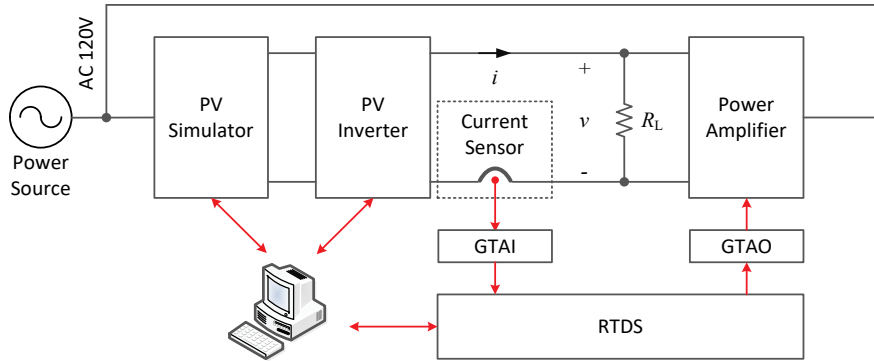 AC 120V
Power
Source
PV
Simulator
PV
Inverter
i
Current
Sensor
+
v
-
RL
Power
Amplifier
GTAI
GTAO
RTDS